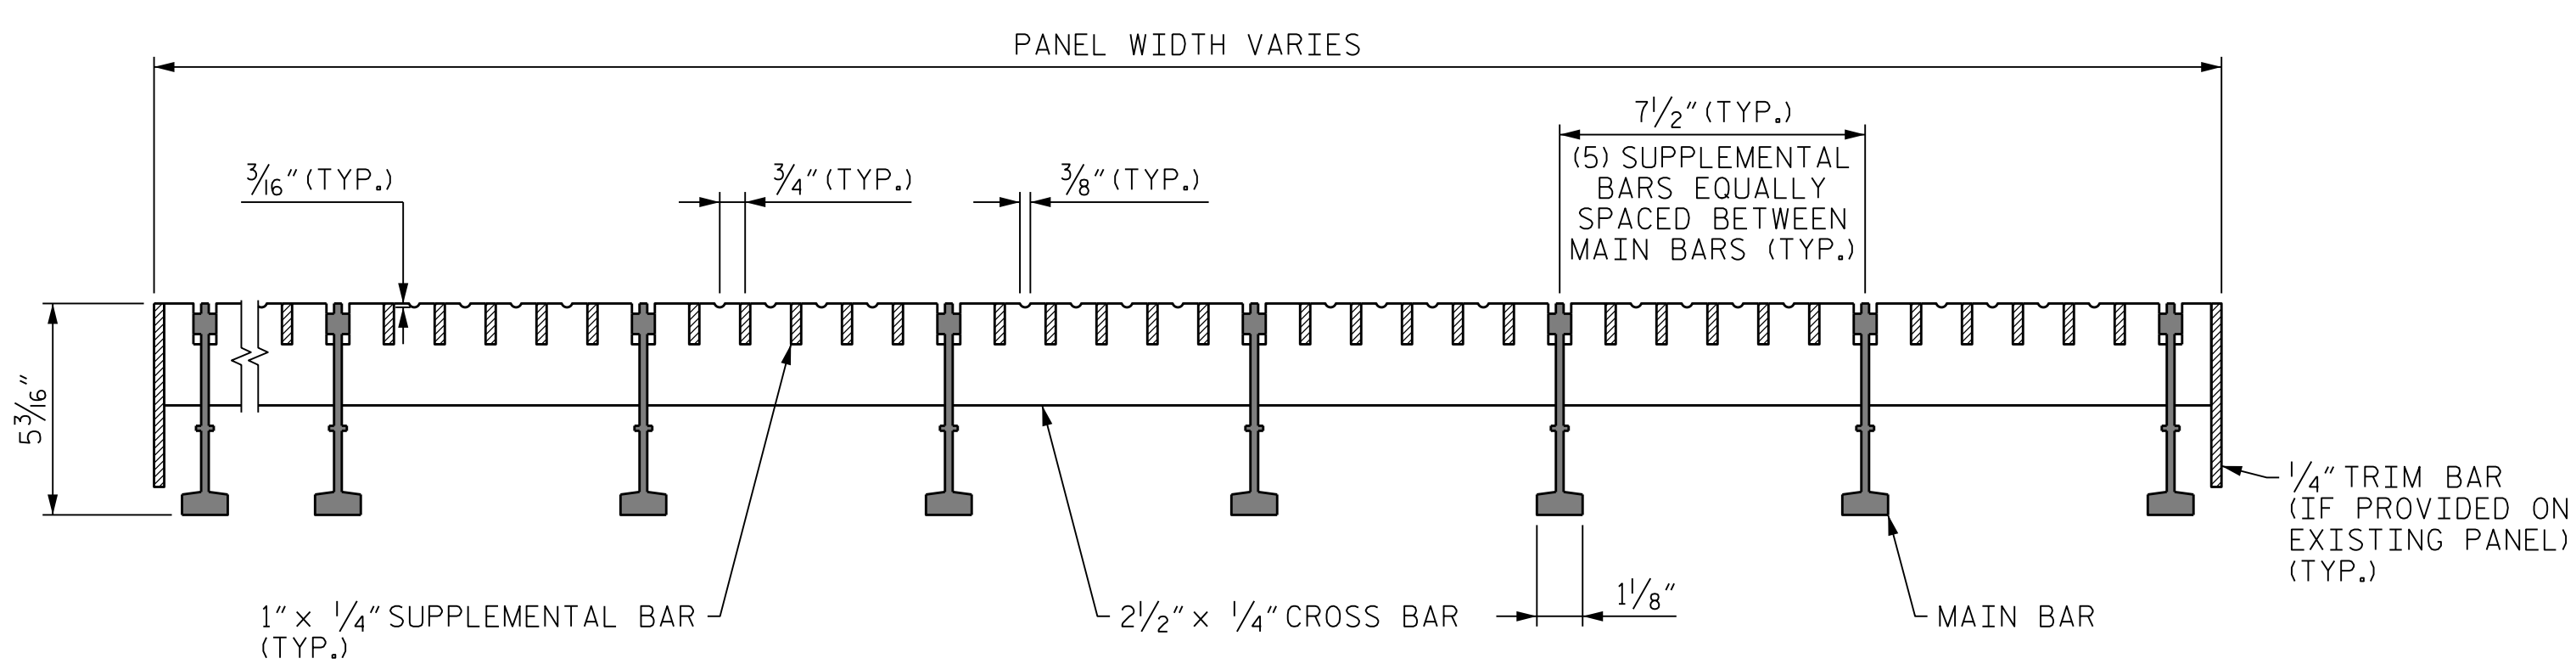 PANEL WIDTH VARIES
7 1/2" (TYP.)
(5) SUPPLEMENTAL
BARS EQUALLY
SPACED BETWEEN
MAIN BARS (TYP.)
3/16" (TYP.)
3/4" (TYP.)
3/8" (TYP.)
5 3/16"
1/4" TRIM BAR
(IF PROVIDED ON
EXISTING PANEL)
(TYP.)
1" x 1/4" SUPPLEMENTAL BAR
(TYP.)
2 1/2" x 1/4" CROSS BAR
1 1/8"
MAIN BAR